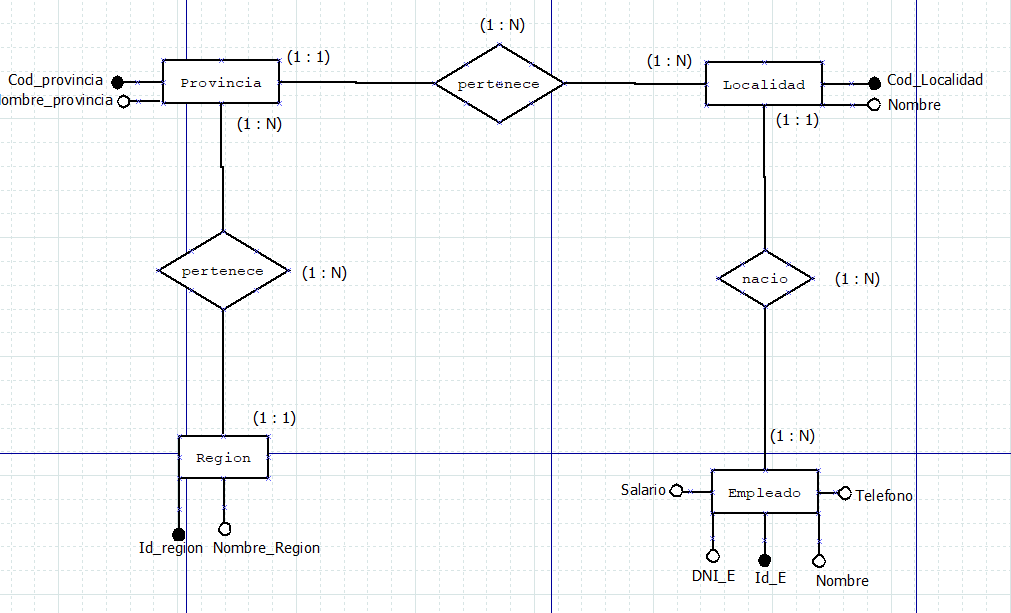 (1 : N)
(1 : 1)
(1 : N)
Cod_provincia
Provincia
pertenece
Localidad
Cod_Localidad
ombre_provincia
Nombre
(1 : N)
(1 : 1)
pertenece
(1 : N)
nacio
(1 : N)
(1 : 1)
(1 : N)
Region
Salario
Empleado
Telefono
Id_region
Nombre_Region
DNI_E
Id_E
Nombre